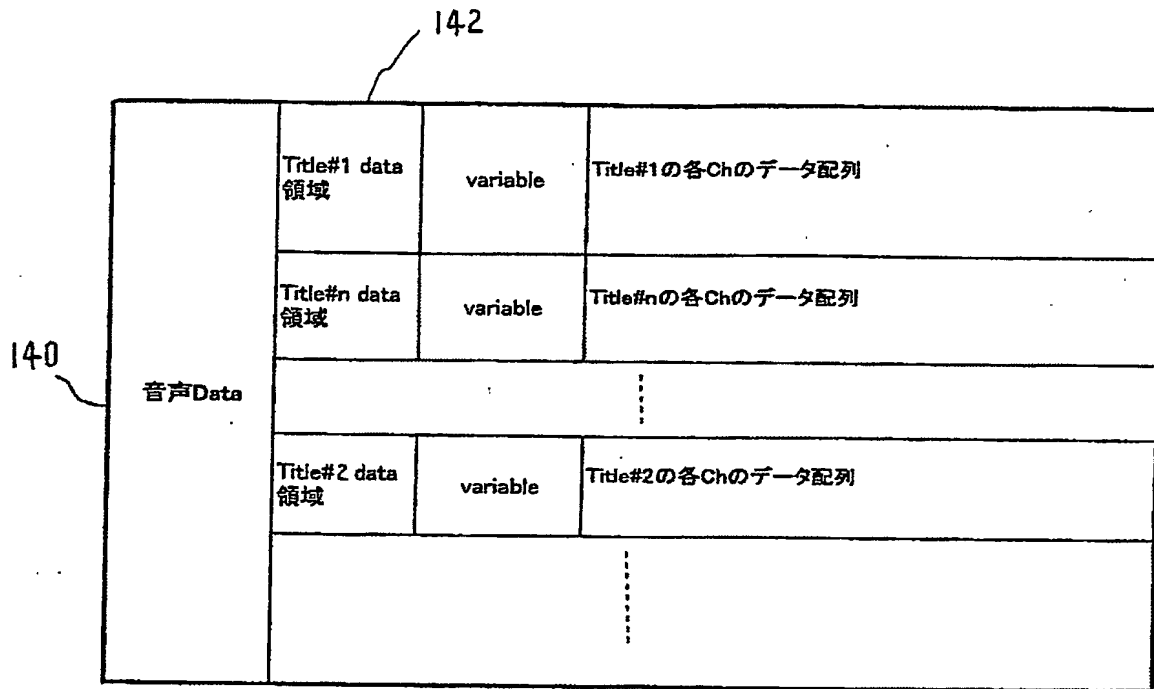 142
Title#1 data
領域
variable
Title#1の各Chのデータ配列
Title#n data
領域
variable
Title#nの各Chのデータ配列
140
音声Data
Title#2 data
領域
variable
Title#2の各Chのデータ配列